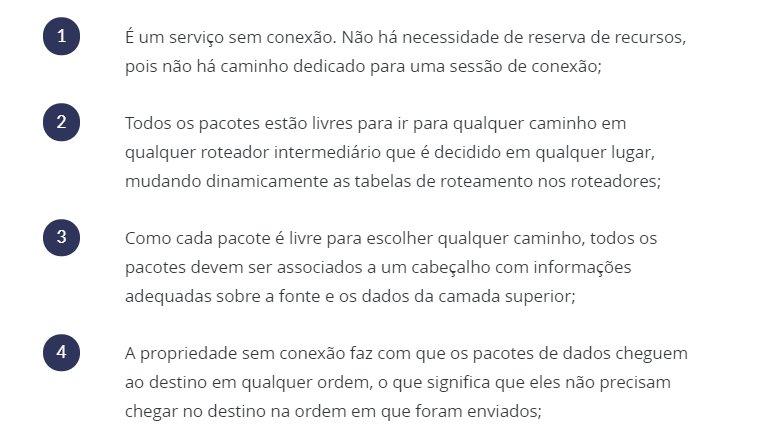 1 É um serviço sem conexão. Não há necessidade de reserva de recursos,
pois não há caminho dedicado para uma sessão de conexão;
2 Todos os pacotes estão livres para ir para qualquer caminho em
qualquer roteador intermediário que é decidido em qualquer lugar,
mudando dinamicamente as tabelas de roteamento nos roteadores;
3 Como cada pacote é livre para escolher qualquer caminho, todos os
pacotes devem ser associados a um cabeçalho com informações
adequadas sobre a fonte e os dados da camada superior;
4 A propriedade sem conexão faz com que os pacotes de dados cheguem
ao destino em qualquer ordem, o que significa que eles não precisam
chegar no destino na ordem em que foram enviados;